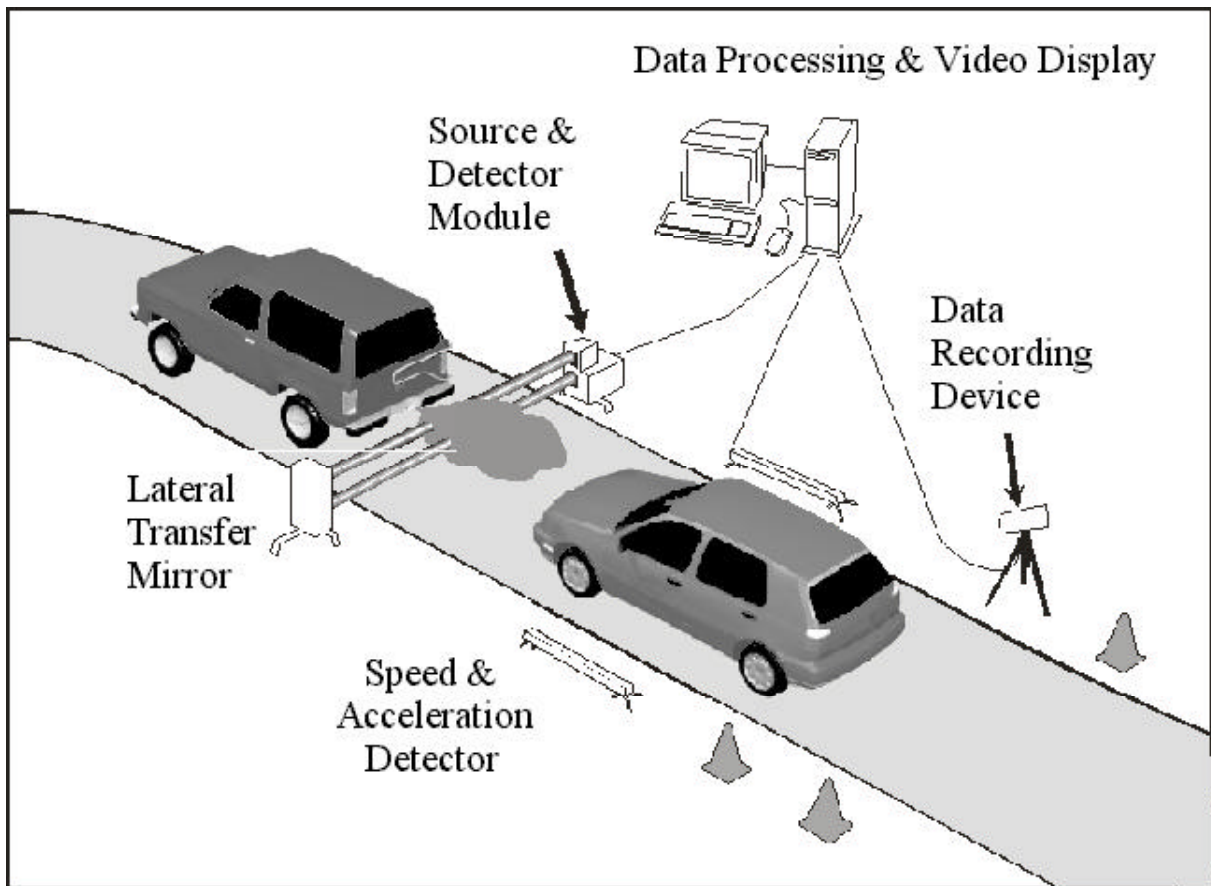 Data Processing & Video Display
Source &
Detector
Module
Data
Recording
Device
Lateral
Transfer
Mirror
Speed &
Acceleration
Detector